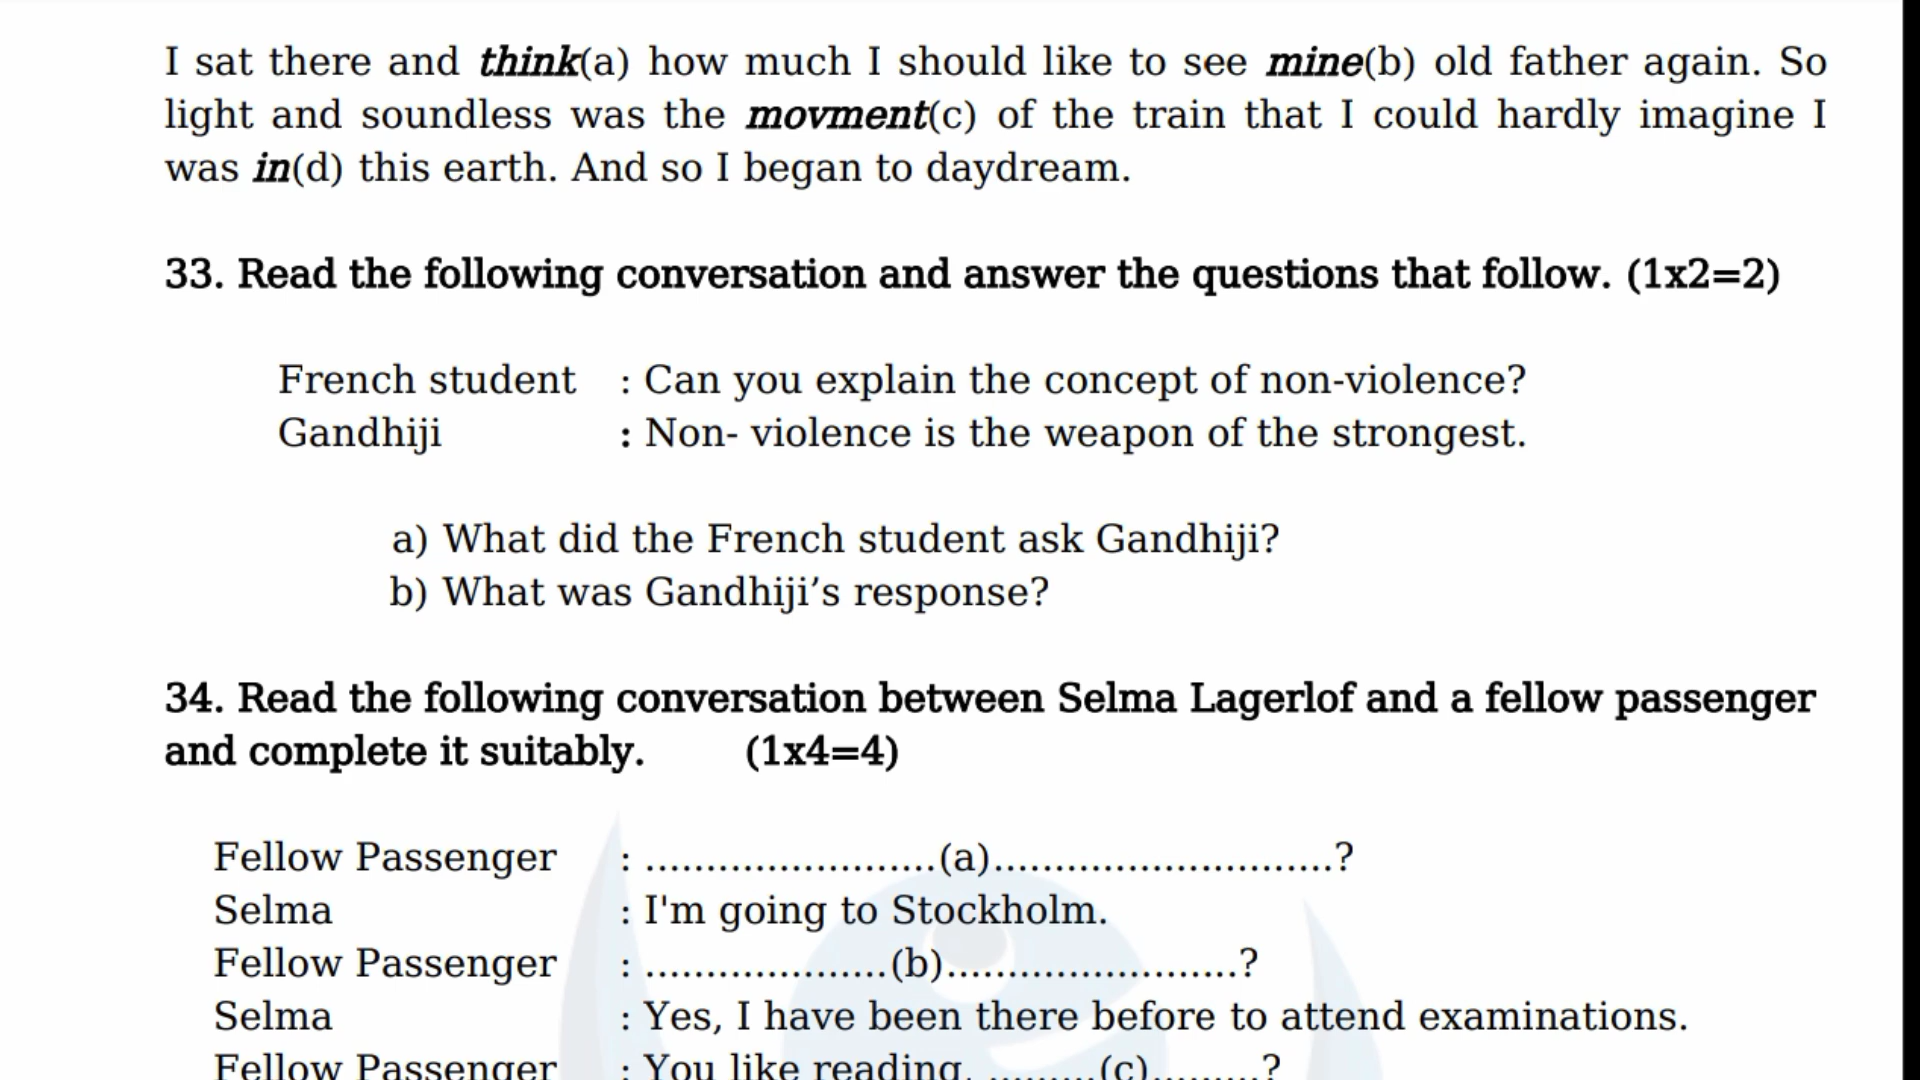 I sat there and think(a) how much I should like to see mine(b) old father again. So
light and soundless was the movment(c) of the train that I could hardly imagine I
was in(d) this earth. And so I began to daydream.
33. Read the following conversation and answer the questions that follow. (1x2=2)
French student : Can you explain the concept of non-violence?
Gandhiji : Non- violence is the weapon of the strongest.
a) What did the French student ask Gandhiji?
b) What was Gandhiji’s response?
34. Read the following conversation between Selma Lagerlof and a fellow passenger
and complete it suitably. (1x4=4)
Fellow Passenger : ........................(a)............................?
Selma : I'm going to Stockholm.
Fellow Passenger : ....................(b)........................?
Selma : Yes, I have been there before to attend examinations.
Fellow Passenger : You like reading, .........(c).........?